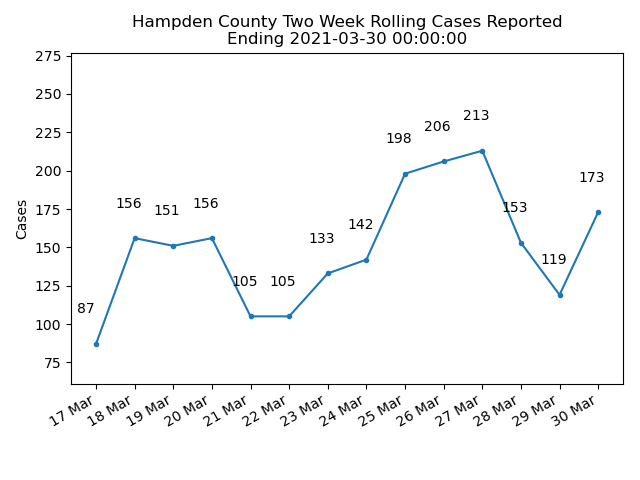 Hampden County Two Week Rolling Cases Reported
Ending 2021-03-30 00:00:00
275
250
225
200
175
150
125
100
75
Cases
87
156
151
156
105
105
133
142
198
206
213
153
119
173
17 Mar
18 Mar
19 Mar
20 Mar
21 Mar
22 Mar
23 Mar
24 Mar
25 Mar
26 Mar
27 Mar
28 Mar
29 Mar
30 Mar